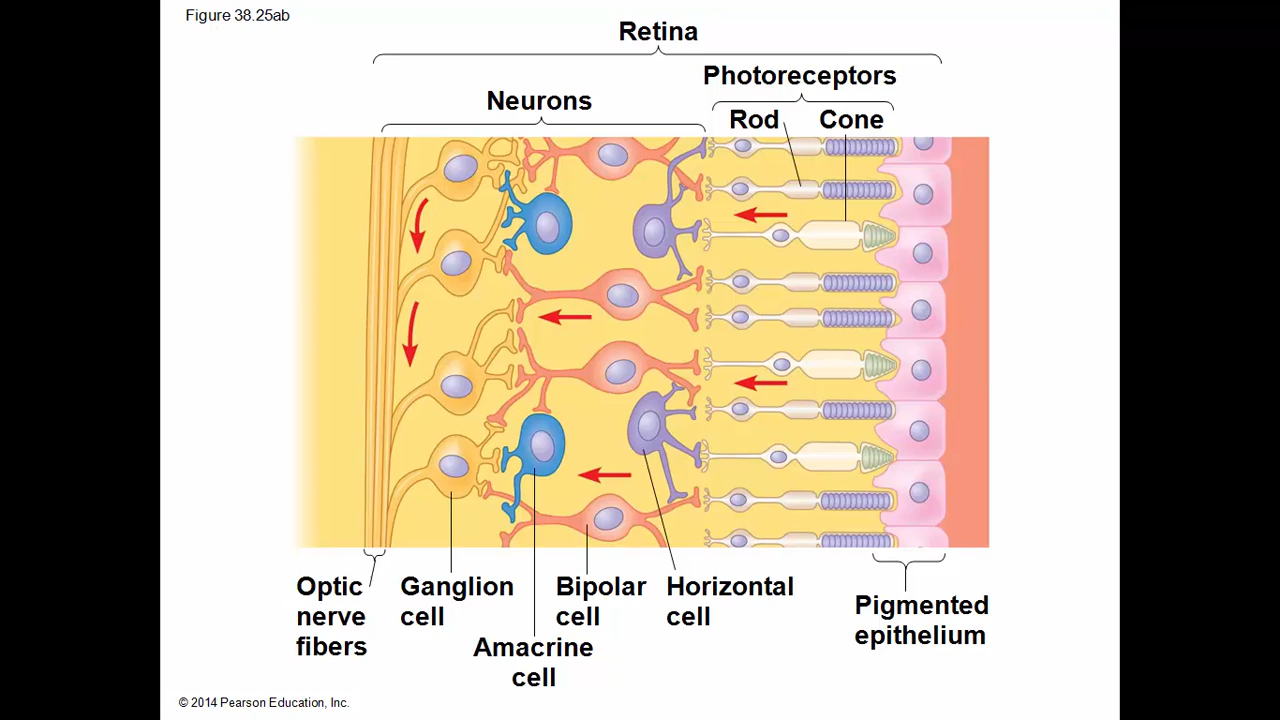 Figure 38.25ab
Retina
Photoreceptors
Neurons
Rod
Cone
Optic
nerve
fibers
Ganglion
cell
Amacrine
cell
Bipolar
cell
Horizontal
cell
Pigmented
epithelium
© 2014 Pearson Education, Inc.